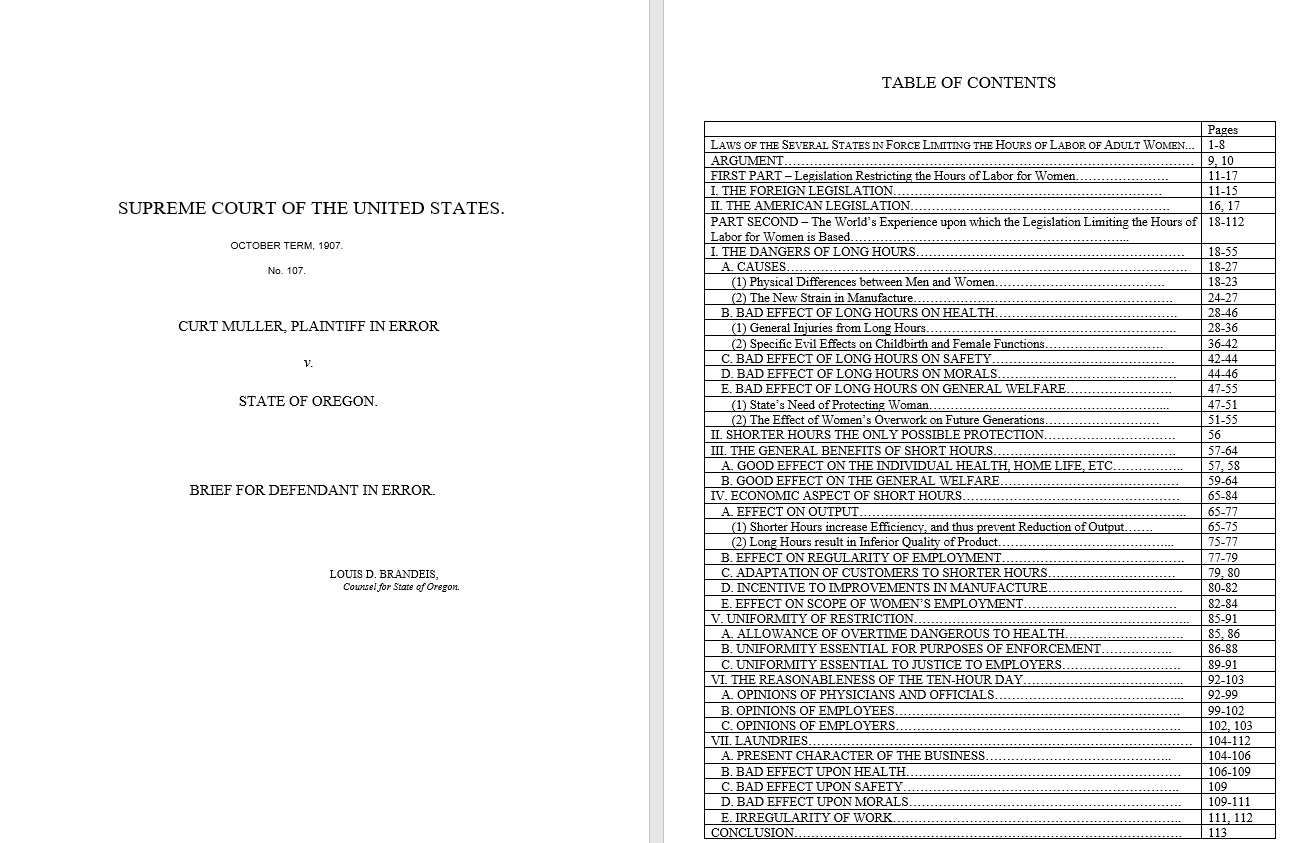 SUPREME COURT OF THE UNITED STATES.
OCTOBER TERM, 1907.
No. 107.
CURT MULLER, PLAINTIFF IN ERROR
v.
STATE OF OREGON.
BRIEF FOR DEFENDANT IN ERROR.
LOUIS D. BRANDEIS,
Counsel for State of Oregon.
TABLE OF CONTENTS
Pages
LAWS OF THE SEVERAL STATES IN FORCE LIMITING THE HOURS OF LABOR OF ADULT WOMEN... 1-8
ARGUMENT…………………………………………………………………………………… 9, 10
FIRST PART – Legislation Restricting the Hours of Labor for Women…………………. 11-17
I. THE FOREIGN LEGISLATION……………………………………………………… 11-15
II. THE AMERICAN LEGISLATION……………………………………………………. 16, 17
PART SECOND – The World’s Experience upon which the Legislation Limiting the Hours of 18-112
Labor for Women is Based………………………………………………………...
I. THE DANGERS OF LONG HOURS……………………………………………………… 18-55
A. CAUSES………………………………………………………………………………… 18-27
(1) Physical Differences between Men and Women…………………………………. 18-23
(2) The New Strain in Manufacture……………………………………………………. 24-27
B. BAD EFFECT OF LONG HOURS ON HEALTH……………………………………. 28-46
(1) General Injuries from Long Hours………………………………………………….. 28-36
(2) Specific Evil Effects on Childbirth and Female Functions………………………. 36-42
C. BAD EFFECT OF LONG HOURS ON SAFETY……………………………………. 42-44
D. BAD EFFECT OF LONG HOURS ON MORALS…………………………………… 44-46
E. BAD EFFECT OF LONG HOURS ON GENERAL WELFARE…………………….. 47-55
(1) State’s Need of Protecting Woman………………………………………………... 47-51
(2) The Effect of Women’s Overwork on Future Generations……………………… 51-55
II. SHORTER HOURS THE ONLY POSSIBLE PROTECTION………………………….. 56
III. THE GENERAL BENEFITS OF SHORT HOURS……………………………………. 57-64
A. GOOD EFFECT ON THE INDIVIDUAL HEALTH, HOME LIFE, ETC…………….. 57, 58
B. GOOD EFFECT ON THE GENERAL WELFARE…………………………………… 59-64
IV. ECONOMIC ASPECT OF SHORT HOURS…………………………………………… 65-84
A. EFFECT ON OUTPUT………………………………………………………………….. 65-77
(1) Shorter Hours increase Efficiency, and thus prevent Reduction of Output……. 65-75
(2) Long Hours result in Inferior Quality of Product…………………………………... 75-77
B. EFFECT ON REGULARITY OF EMPLOYMENT……………………………………. 77-79
C. ADAPTATION OF CUSTOMERS TO SHORTER HOURS………………………… 79, 80
D. INCENTIVE TO IMPROVEMENTS IN MANUFACTURE…………………………... 80-82
E. EFFECT ON SCOPE OF WOMEN’S EMPLOYMENT……………………………… 82-84
V. UNIFORMITY OF RESTRICTION……………………………………………………….. 85-91
A. ALLOWANCE OF OVERTIME DANGEROUS TO HEALTH………………………. 85, 86
B. UNIFORMITY ESSENTIAL FOR PURPOSES OF ENFORCEMENT…………….. 86-88
C. UNIFORMITY ESSENTIAL TO JUSTICE TO EMPLOYERS………………………. 89-91
VI. THE REASONABLENESS OF THE TEN-HOUR DAY………………………………... 92-103
A. OPINIONS OF PHYSICIANS AND OFFICIALS……………………………………... 92-99
B. OPINIONS OF EMPLOYEES…………………………………………………………. 99-102
C. OPINIONS OF EMPLOYERS…………………………………………………………. 102, 103
VII. LAUNDRIES……………………………………………………………………………… 104-112
A. PRESENT CHARACTER OF THE BUSINESS……………………………………... 104-106
B. BAD EFFECT UPON HEALTH………………………………………………………… 106-109
C. BAD EFFECT UPON SAFETY………………………………………………………... 109
D. BAD EFFECT UPON MORALS………………………………………………………. 109-111
E. IRREGULARITY OF WORK…………………………………………………………... 111, 112
CONCLUSION………………………………………………………………………………. 113